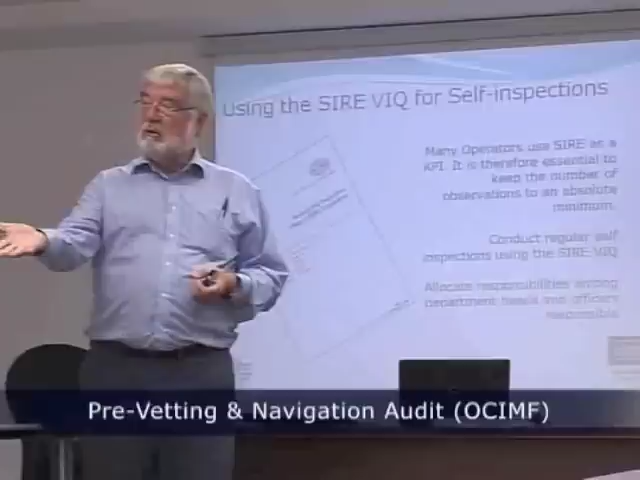 Using the SIRE VIQ for Self-inspections
Many Operators use SIRE as a
KPI. It is therefore essential to
keep the number of
observations to an absolute
minimum.
Conduct regular self
inspections using the SIRE VIQ
Allocate responsibilities among
department heads and officers
responsible
Pre-Vetting & Navigation Audit (OCIMF)